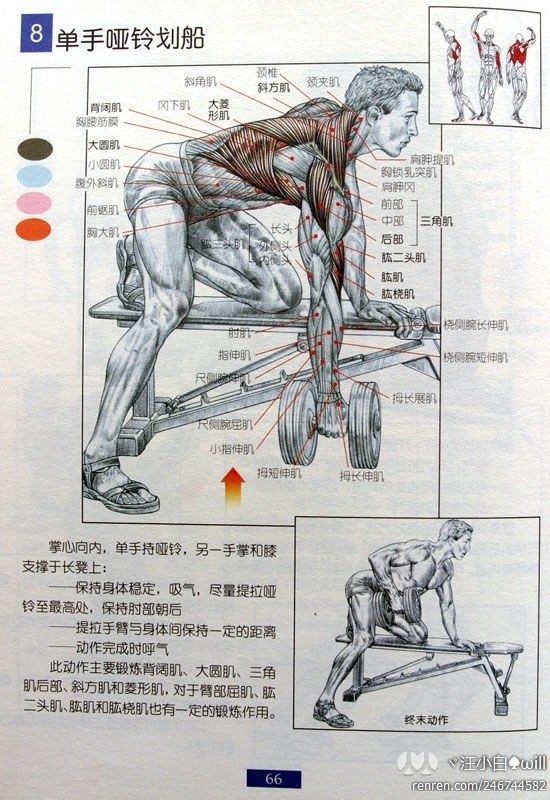 8 单手哑铃划船
颈椎
斜角肌
斜方肌
颈夹肌
背阔肌
冈下肌
大菱
形肌
胸腰筋膜
大圆肌
肩胛提肌
胸锁乳突肌
小圆肌
肩胛冈
腹外斜肌
前部
前锯肌
中部
三角肌
胸大肌
后部
长头
肱三头肌
外侧头
内侧头
肱二头肌
肱肌
肱桡肌
肘肌
桡侧腕长伸肌
指伸肌
桡侧腕短伸肌
尺侧腕伸肌
拇长展肌
尺侧腕屈肌
小指伸肌
拇短伸肌
拇长伸肌
掌心向内，单手持哑铃，另一手掌和膝
支撑于长凳上：
——保持身体稳定，吸气，尽量提拉哑
铃至最高处，保持肘部朝后
——提拉手臂与身体间保持一定的距离
——动作完成时呼气
此动作主要锻炼背阔肌、大圆肌、三角
肌后部、斜方肌和菱形肌，对于臂部屈肌、肱
二头肌、肱肌和肱桡肌也有一定的锻炼作用。
终末动作
66
ヾ汪小白♠ωill
renren.com/246744582